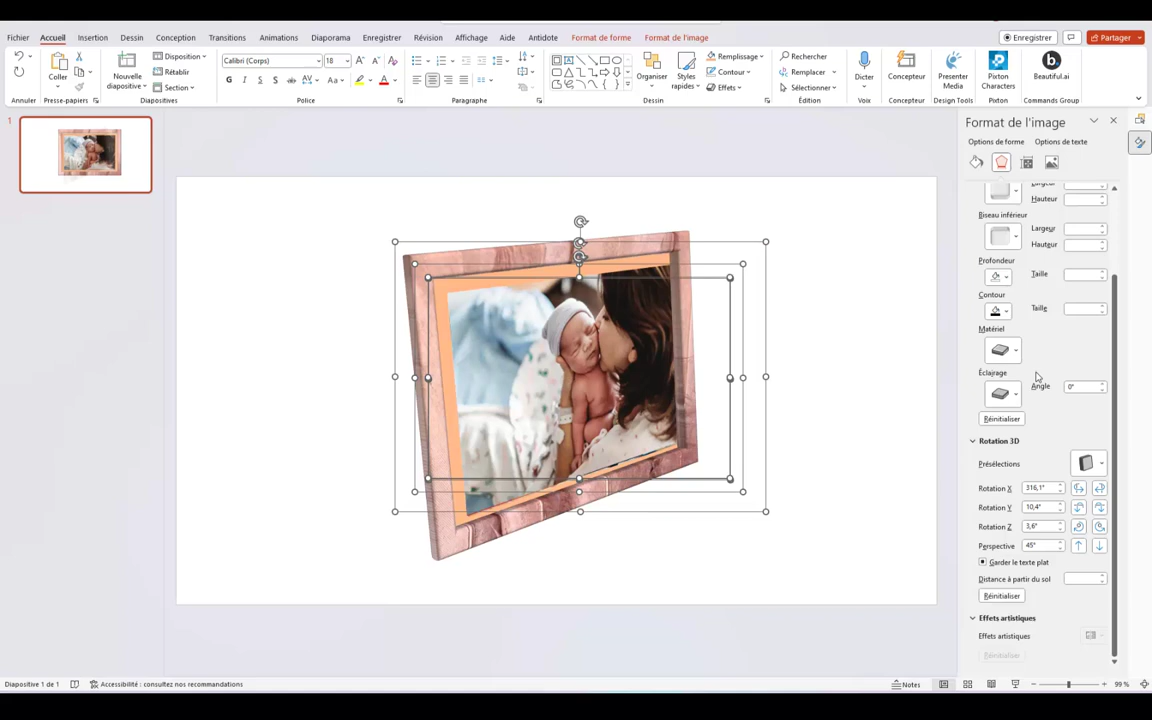 Fichier Accueil Insertion Dessin Conception Transitions Animations Diaporama Enregistrer Révision Affichage Aide Antidote Format de forme Format de l'image Enregistrer Partager
Coller
Nouvelle diapositive
Disposition
Rétablir
Section
Calibri (Corps) 18
G I S S AV Aa A
Organiser
Styles rapides
Remplissage
Contour
Effets
Rechercher
Remplacer
Sélectionner
Dicter
Concepteur
Presenter Media
Pixton Characters
Beautiful.ai
Annuler Presse-papiers Diapositives Police Paragraphe Dessin Édition Voix Concepteur Design Tools Pixton Commands Group
1
Format de l'image
Options de forme Options de texte
Largeur
Hauteur
Biseau inférieur
Largeur
Hauteur
Profondeur
Taille
Contour
Taille
Matériel
Éclairage
Angle 0°
Réinitialiser
Rotation 3D
Présélections
Rotation X 316,1°
Rotation Y 10,4°
Rotation Z 3,6°
Perspective 45°
Garder le texte plat
Distance à partir du sol
Réinitialiser
Effets artistiques
Effets artistiques
Réinitialiser
Diapositive 1 de 1 Accessibilité : consultez nos recommandations Notes 99 %